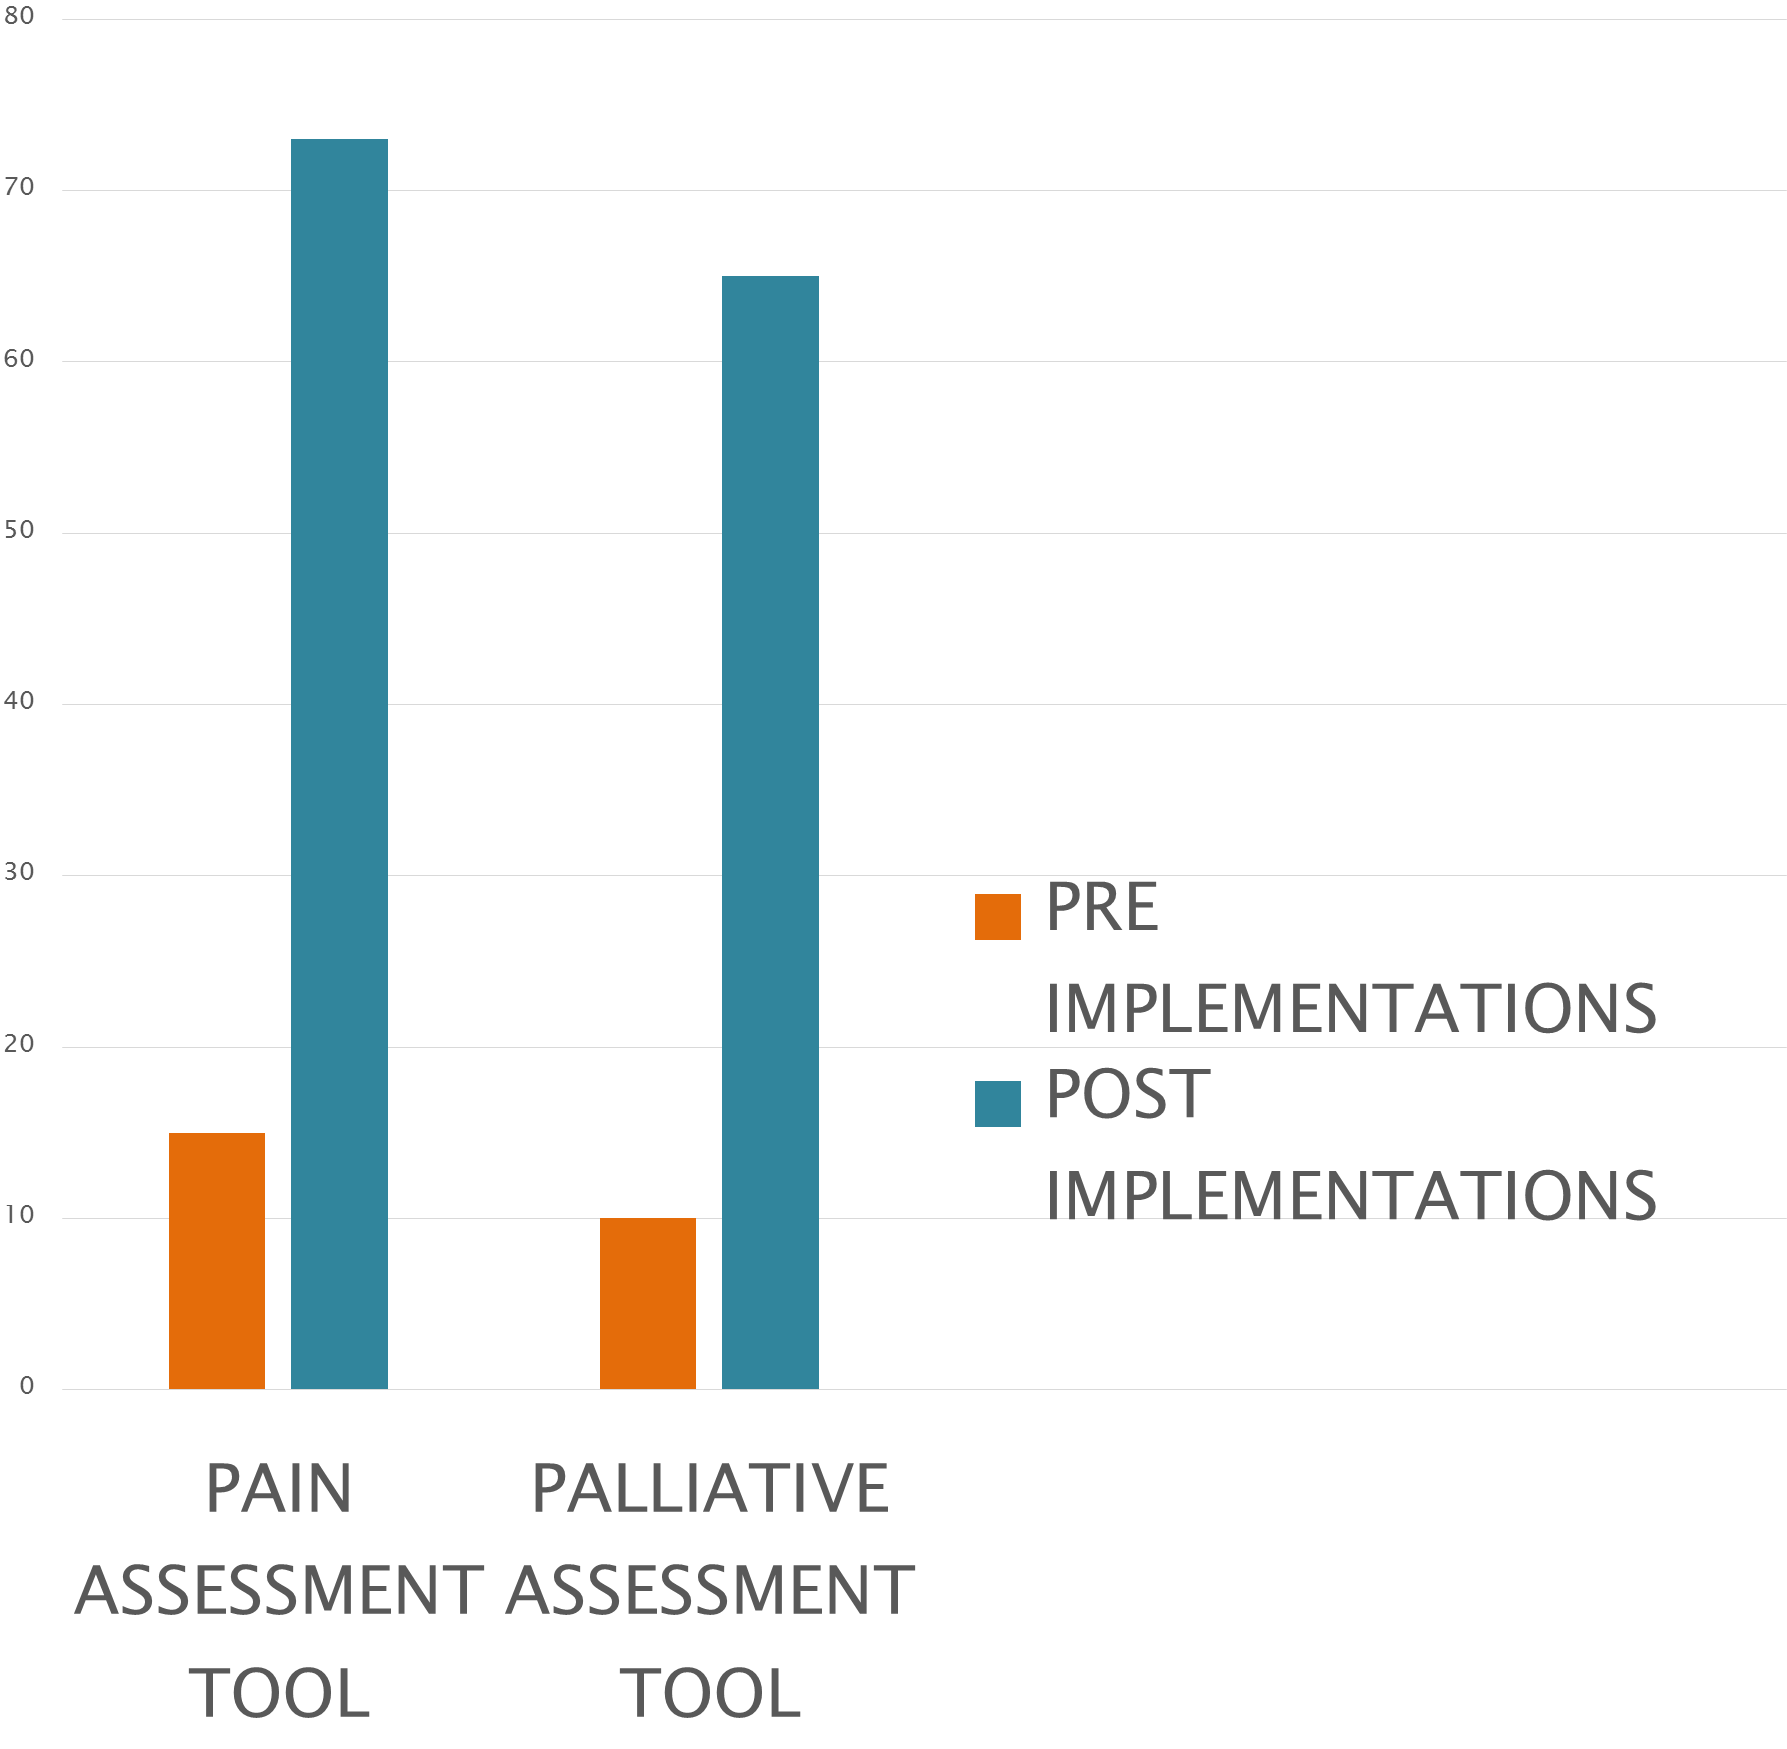 80
70
60
50
40
30
20
10
0
PRE
IMPLEMENTATIONS
POST
IMPLEMENTATIONS
PAIN
ASSESSMENT
TOOL
PALLIATIVE
ASSESSMENT
TOOL